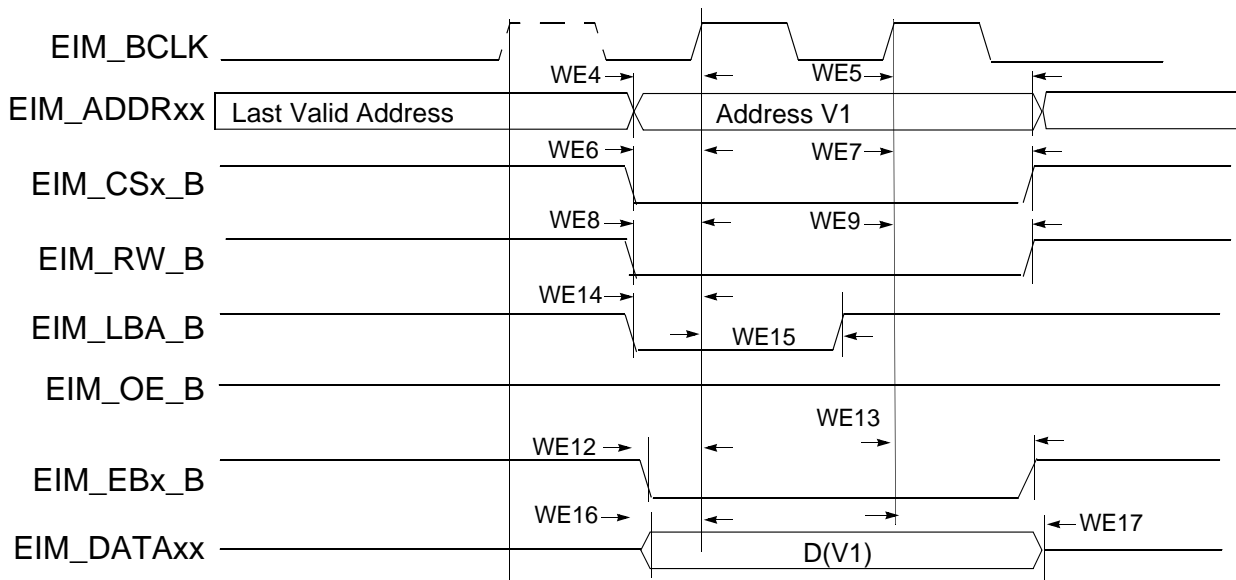 EIM_BCLK
WE4
WE5
EIM_ADDRxx
Last Valid Address
Address V1
WE6
WE7
EIM_CSx_B
WE8
WE9
EIM_RW_B
WE14
EIM_LBA_B
WE15
EIM_OE_B
WE13
WE12
EIM_EBx_B
WE16
WE17
EIM_DATAxx
D(V1)